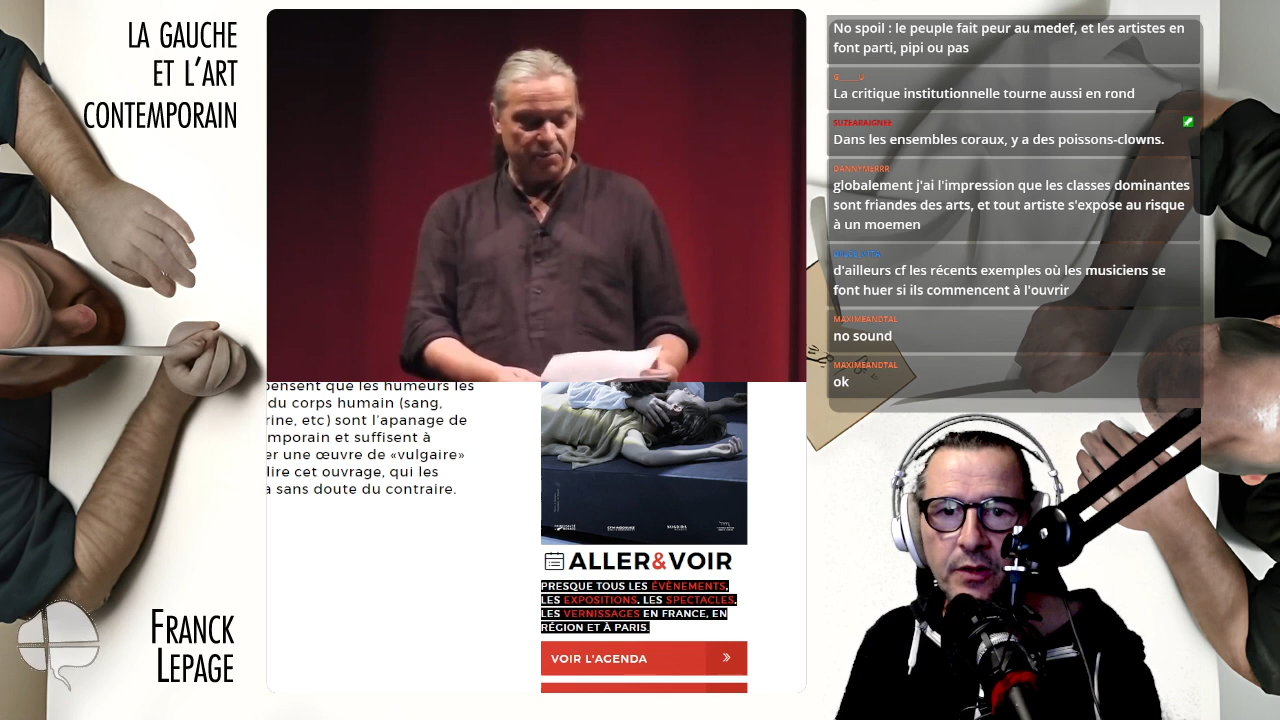 LA GAUCHE
ET L'ART
CONTEMPORAIN
FRANCK
LEPAGE
pensent que les humeurs les
du corps humain (sang,
rine, etc) sont l'apanage de
mporain et suffisent à
er une œuvre de «vulgaire»
lire cet ouvrage, qui les
a sans doute du contraire.
ALLER&VOIR
PRESQUE TOUS LES ÉVÈNEMENTS,
LES EXPOSITIONS, LES SPECTACLES,
LES VERNISSAGES EN FRANCE, EN
RÉGION ET À PARIS.
VOIR L'AGENDA
No spoil : le peuple fait peur au medef, et les artistes en
font parti, pipi ou pas
La critique institutionnelle tourne aussi en rond
SUZEARAIGNEE
Dans les ensembles coraux, y a des poissons-clowns.
DANNYMERRR
globalement j'ai l'impression que les classes dominantes
sont friandes des arts, et tout artiste s'expose au risque
à un moemen
d'ailleurs cf les récents exemples où les musiciens se
font huer si ils commencent à l'ouvrir
MAXIMEANDTAL
no sound
MAXIMEANDTAL
ok